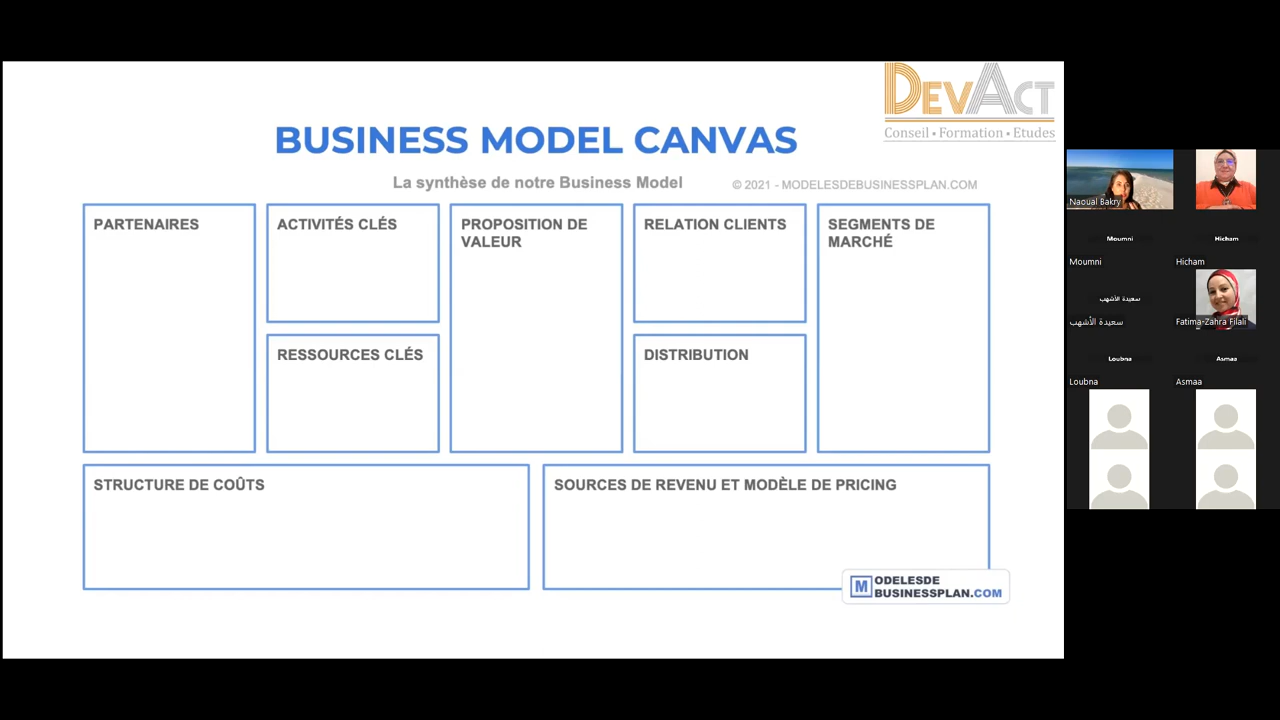 DEVACT
Conseil • Formation • Etudes
BUSINESS MODEL CANVAS
La synthèse de notre Business Model
© 2021 - MODELESDEBUSINESSPLAN.COM
PARTENAIRES
ACTIVITÉS CLÉS
PROPOSITION DE
VALEUR
RELATION CLIENTS
SEGMENTS DE
MARCHÉ
RESSOURCES CLÉS
DISTRIBUTION
STRUCTURE DE COÛTS
SOURCES DE REVENU ET MODÈLE DE PRICING
M ODELESDE
BUSINESSPLAN.COM
Naoual Bakry
Moumni
Hicham
Moumni
Hicham
سعيدة الأشهب
سعيدة الأشهب
Fatima-Zahra Filali
Loubna
Asmaa
Loubna
Asmaa